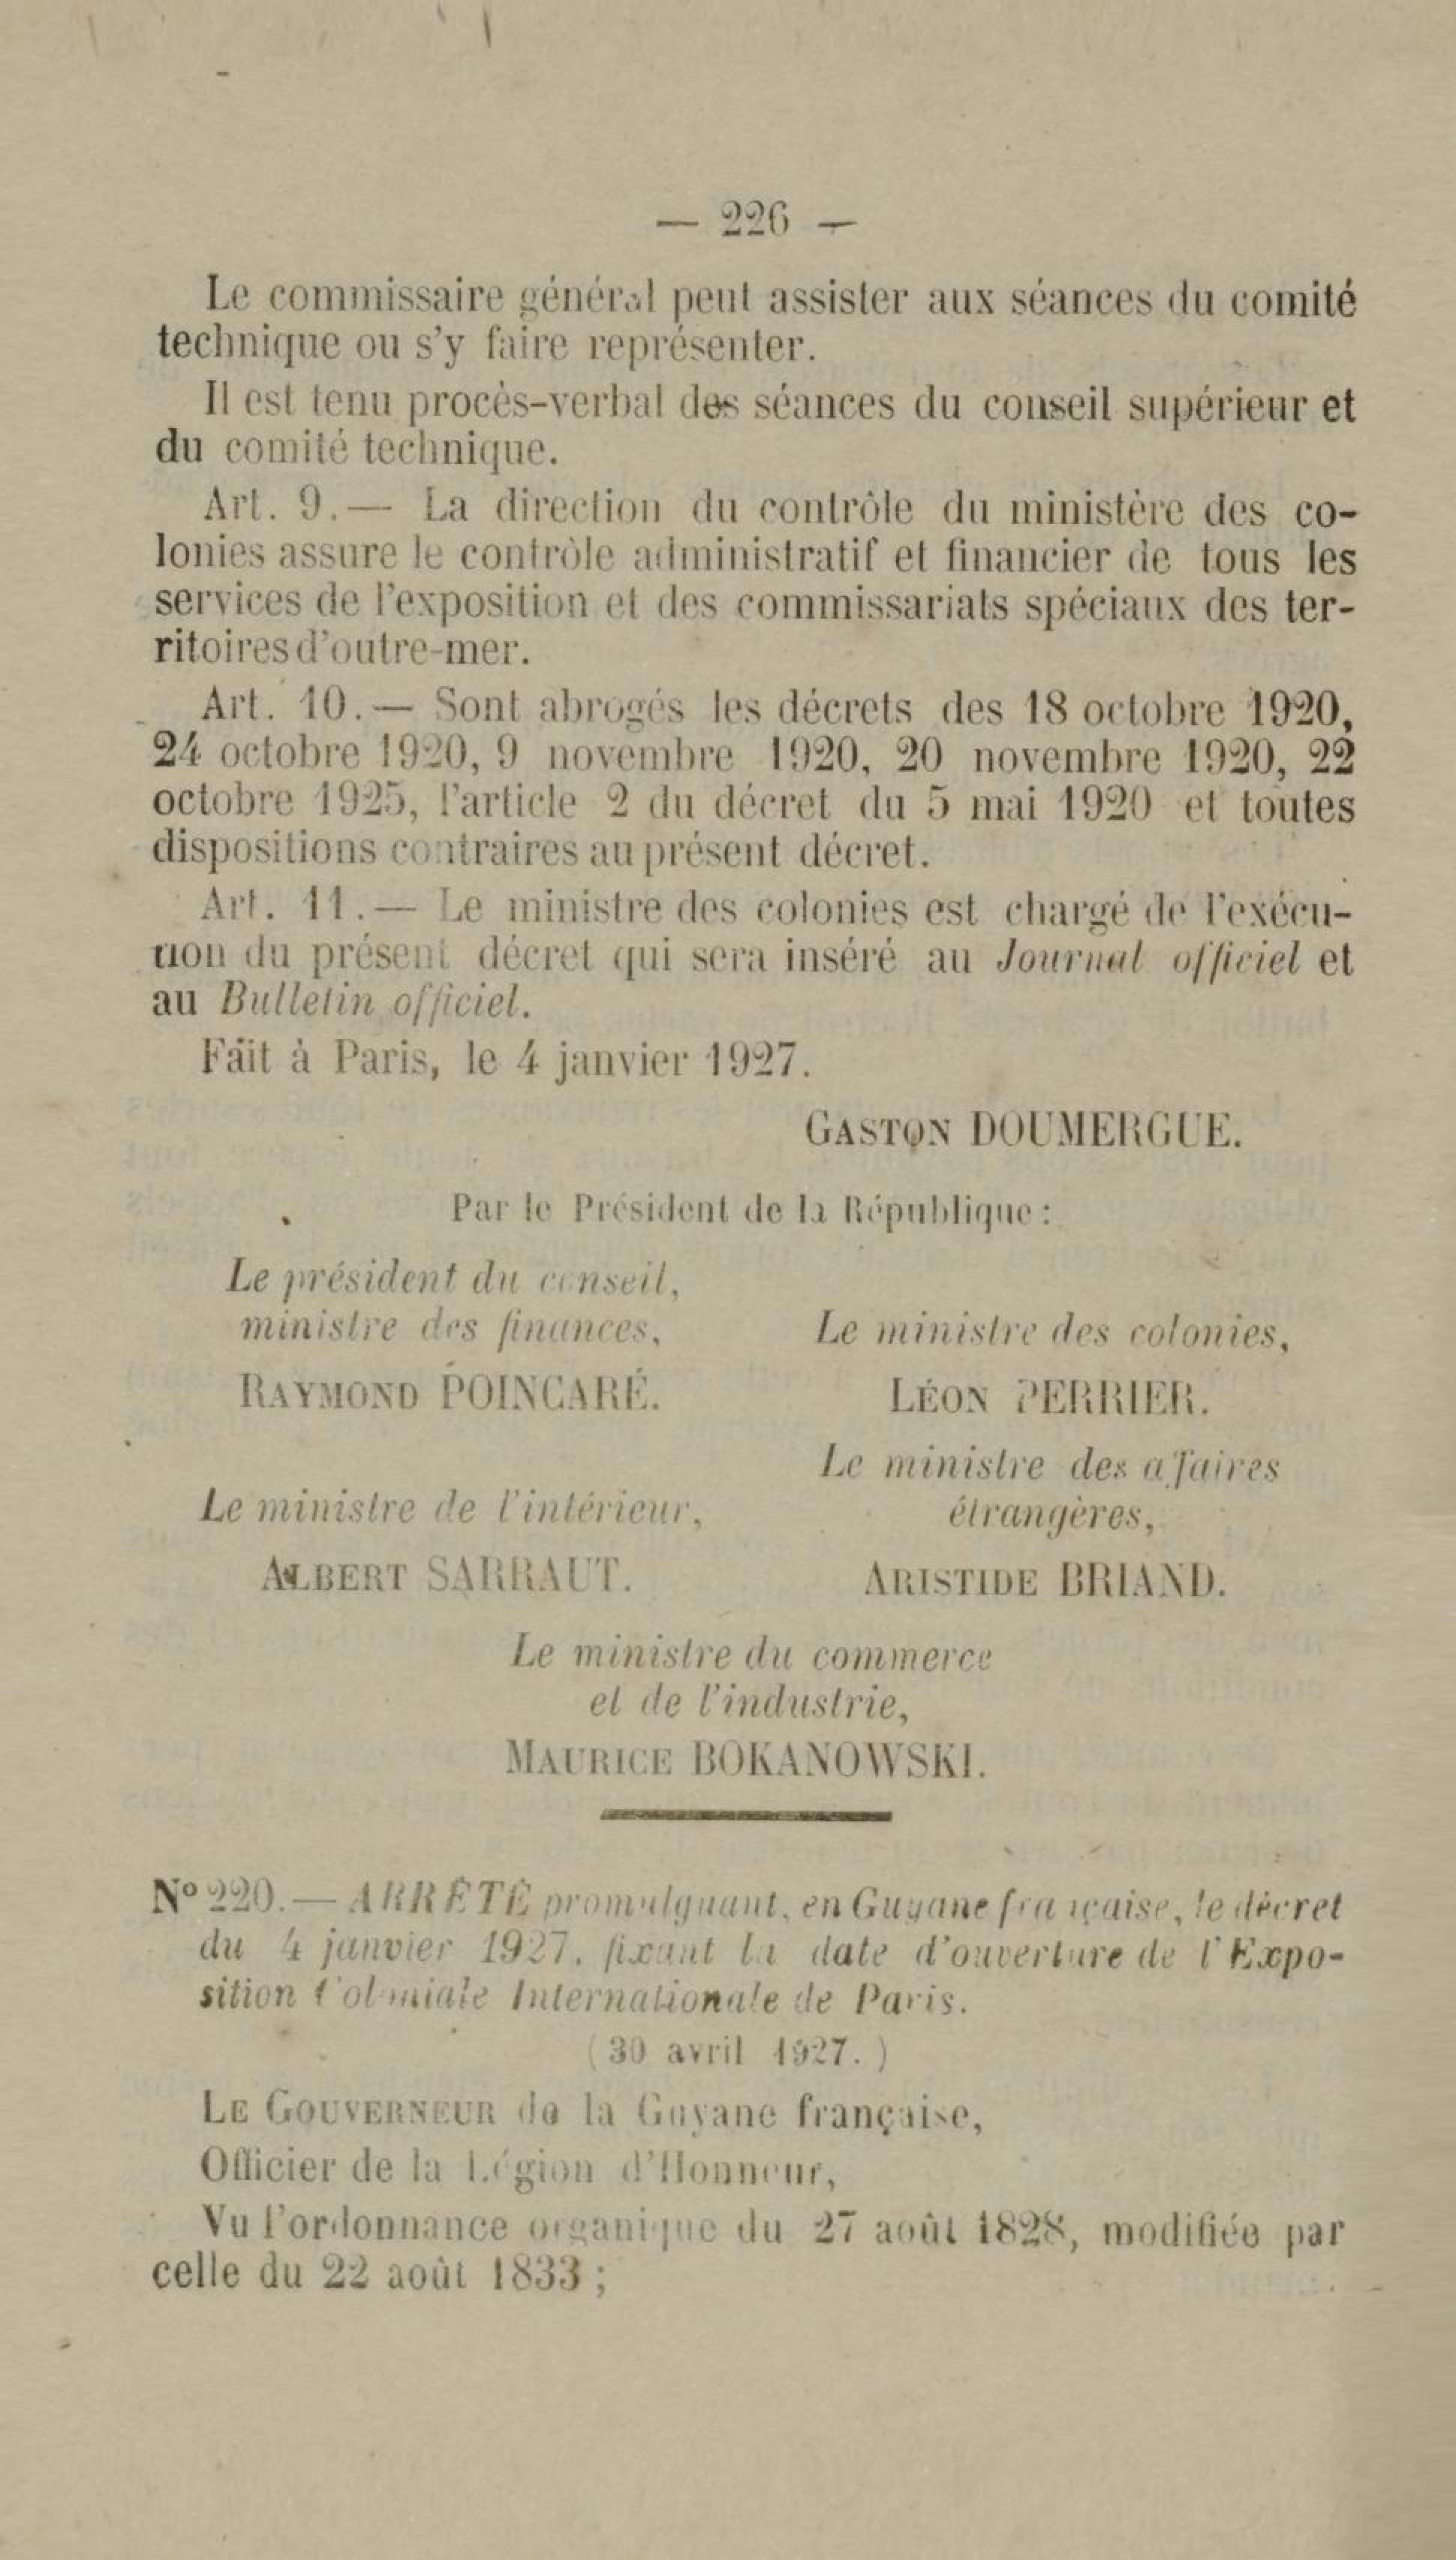 — 226 —
Le commissaire général peut assister aux séances du comité
technique ou s'y faire représenter.
Il est tenu procès-verbal des séances du conseil supérieur et
du comité technique.
Art. 9.— La direction du contrôle du ministère des co-
lonies assure le contrôle administratif et financier de tous les
services de l'exposition et des commissariats spéciaux des ter-
ritoires d'outre-mer.
Art. 10.— Sont abrogés les décrets des 18 octobre 1920,
24 octobre 1920, 9 novembre 1920, 20 novembre 1920, 22
octobre 1925, l'article 2 du décret du 5 mai 1920 et toutes
dispositions contraires au présent décret.
Art. 11.— Le ministre des colonies est chargé de l'exécu-
tion du présent décret qui sera inséré au Journal officiel et
au Bulletin officiel.
Fait à Paris, le 4 janvier 1927.
GASTON DOUMERGUE.
Par le Président de la République :
Le président du conseil,
ministre des finances,
RAYMOND POINCARÉ.
Le ministre des colonies,
LÉON PERRIER.
Le ministre de l'intérieur,
ALBERT SARRAUT.
Le ministre des affaires
étrangères,
ARISTIDE BRIAND.
Le ministre du commerce
et de l'industrie,
MAURICE BOKANOWSKI.
N° 220.— ARRÊTÉ promulguant, en Guyane française, le décret
du 4 janvier 1927, fixant la date d'ouverture de l'Expo-
sition Coloniale Internationale de Paris.
(30 avril 1927.)
LE GOUVERNEUR de la Guyane française,
Officier de la Légion d'Honneur,
Vu l'ordonnance organique du 27 août 1828, modifiée par
celle du 22 août 1833 ;